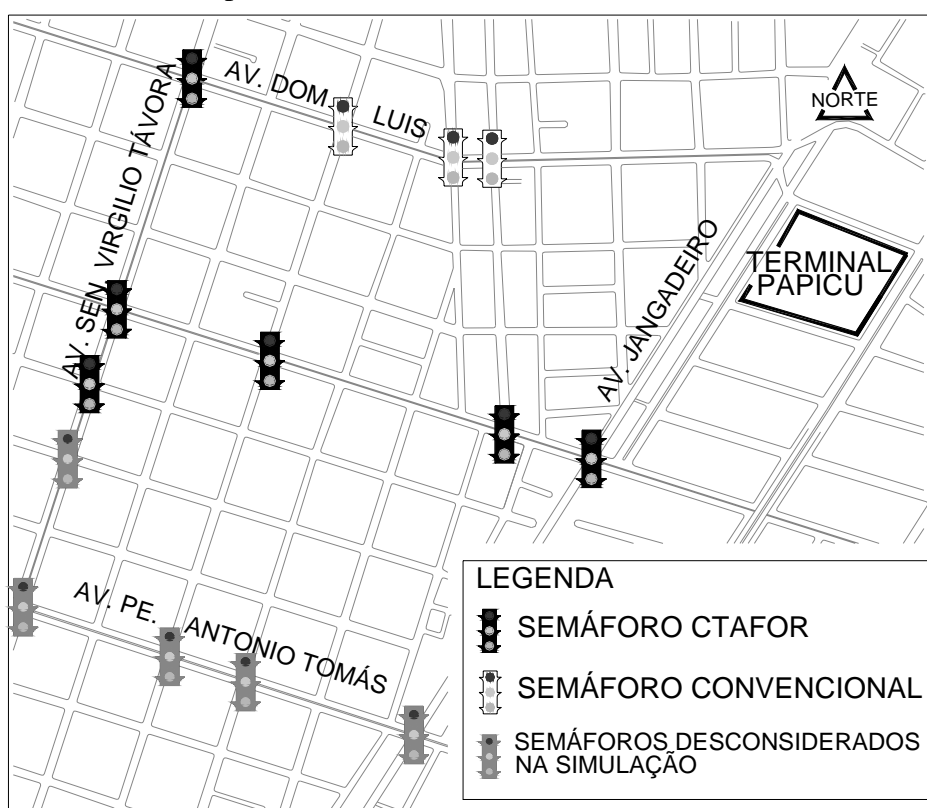 AV. DOM LUIS
NORTE
AV. SEN. VIRGILIO TÁVORA
AV. JANGADEIRO
TERMINAL
PAPICU
AV. PE. ANTONIO TOMÁS
LEGENDA
SEMÁFORO CTAFOR
SEMÁFORO CONVENCIONAL
SEMÁFOROS DESCONSIDERADOS
NA SIMULAÇÃO